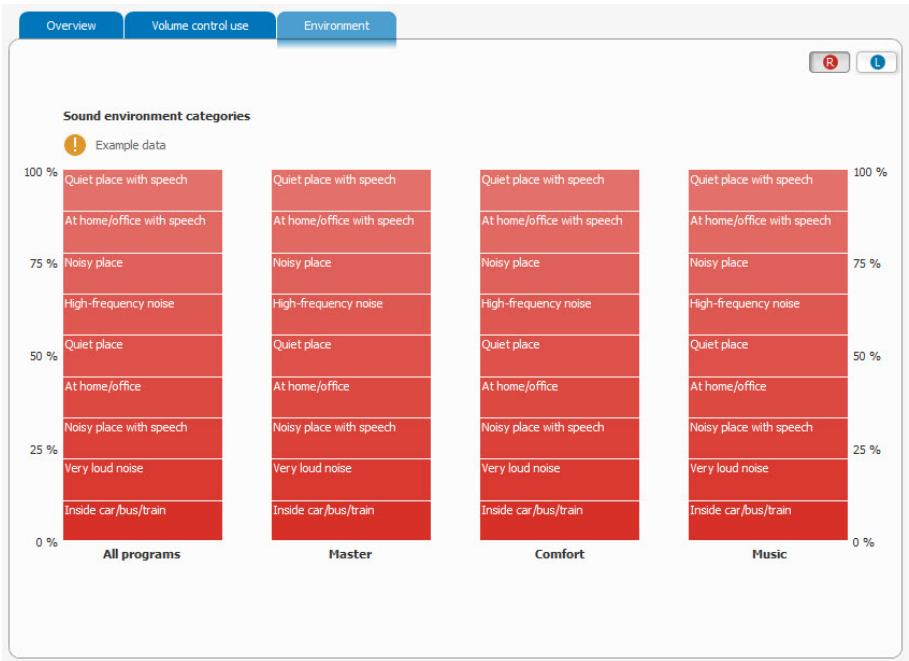 Overview Volume control use Environment
R L
Sound environment categories
! Example data
100 % Quiet place with speech Quiet place with speech Quiet place with speech Quiet place with speech 100 %
At home/office with speech At home/office with speech At home/office with speech At home/office with speech
75 % Noisy place Noisy place Noisy place Noisy place 75 %
High-frequency noise High-frequency noise High-frequency noise High-frequency noise
50 % Quiet place Quiet place Quiet place Quiet place 50 %
At home/office At home/office At home/office At home/office
Noisy place with speech Noisy place with speech Noisy place with speech Noisy place with speech
25 % Very loud noise Very loud noise Very loud noise Very loud noise 25 %
Inside car/bus/train Inside car/bus/train Inside car/bus/train Inside car/bus/train
0 % 0 %
All programs Master Comfort Music